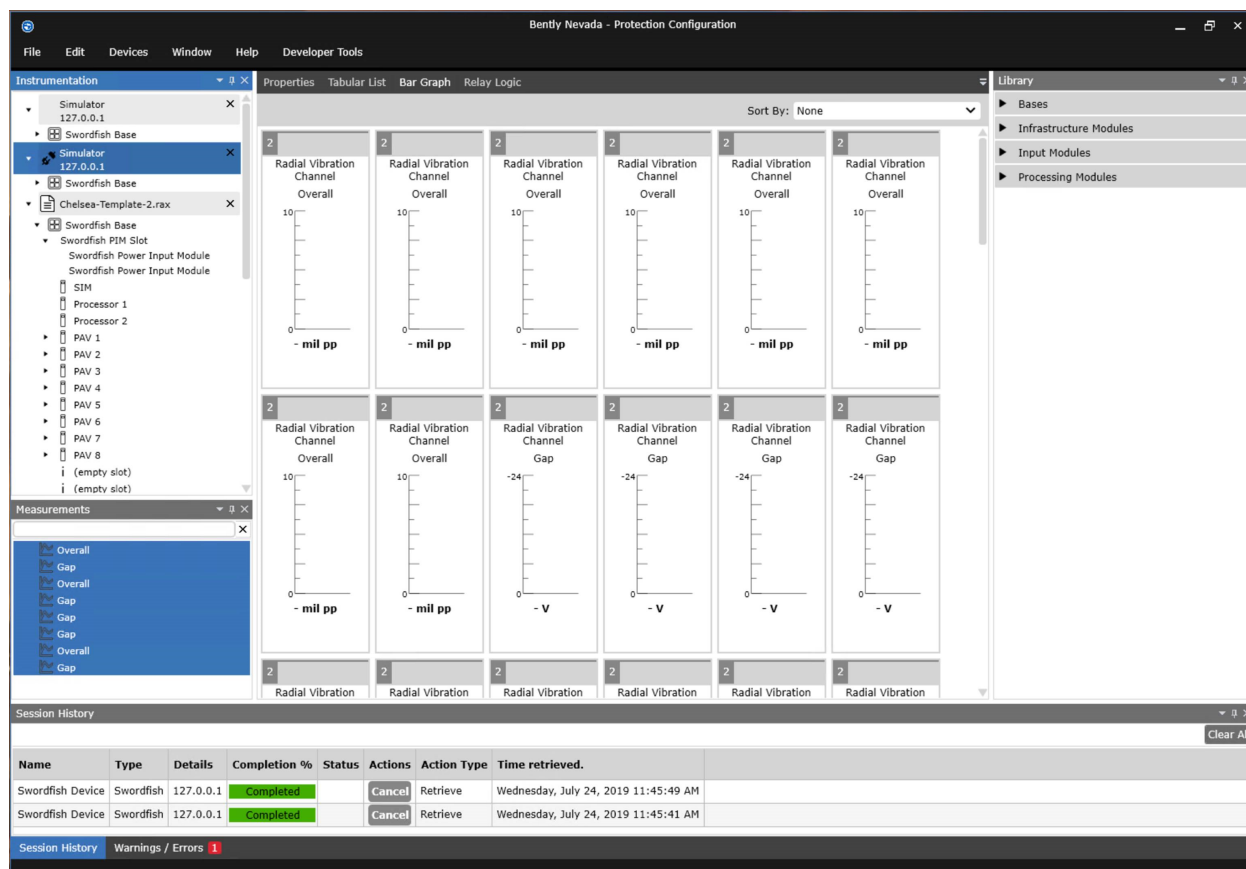 Bently Nevada - Protection Configuration
File Edit Devices Window Help Developer Tools
Instrumentation
Simulator
127.0.0.1
Swordfish Base
Simulator
127.0.0.1
Swordfish Base
Chelsea-Template-2.rax
Swordfish Base
Swordfish PIM Slot
Swordfish Power Input Module
Swordfish Power Input Module
SIM
Processor 1
Processor 2
PAV 1
PAV 2
PAV 3
PAV 4
PAV 5
PAV 6
PAV 7
PAV 8
(empty slot)
(empty slot)
Measurements
Overall
Gap
Overall
Gap
Gap
Gap
Overall
Gap
Properties Tabular List Bar Graph Relay Logic
Sort By: None
2 2 2 2 2 2
Radial Vibration Radial Vibration Radial Vibration Radial Vibration Radial Vibration Radial Vibration
Channel Channel Channel Channel Channel Channel
Overall Overall Overall Overall Overall Overall
10 10 10 10 10 10
0 0 0 0 0 0
- mil pp - mil pp - mil pp - mil pp - mil pp - mil pp
2 2 2 2 2 2
Radial Vibration Radial Vibration Radial Vibration Radial Vibration Radial Vibration Radial Vibration
Channel Channel Channel Channel Channel Channel
Overall Overall Gap Gap Gap Gap
10 10 -24 -24 -24 -24
0 0 0 0 0 0
- mil pp - mil pp - V - V - V - V
2 2 2 2 2 2
Radial Vibration Radial Vibration Radial Vibration Radial Vibration Radial Vibration Radial Vibration
Library
Bases
Infrastructure Modules
Input Modules
Processing Modules
Session History
Clear Al
Name Type Details Completion % Status Actions Action Type Time retrieved.
Swordfish Device Swordfish 127.0.0.1 Completed Cancel Retrieve Wednesday, July 24, 2019 11:45:49 AM
Swordfish Device Swordfish 127.0.0.1 Completed Cancel Retrieve Wednesday, July 24, 2019 11:45:41 AM
Session History Warnings / Errors 1